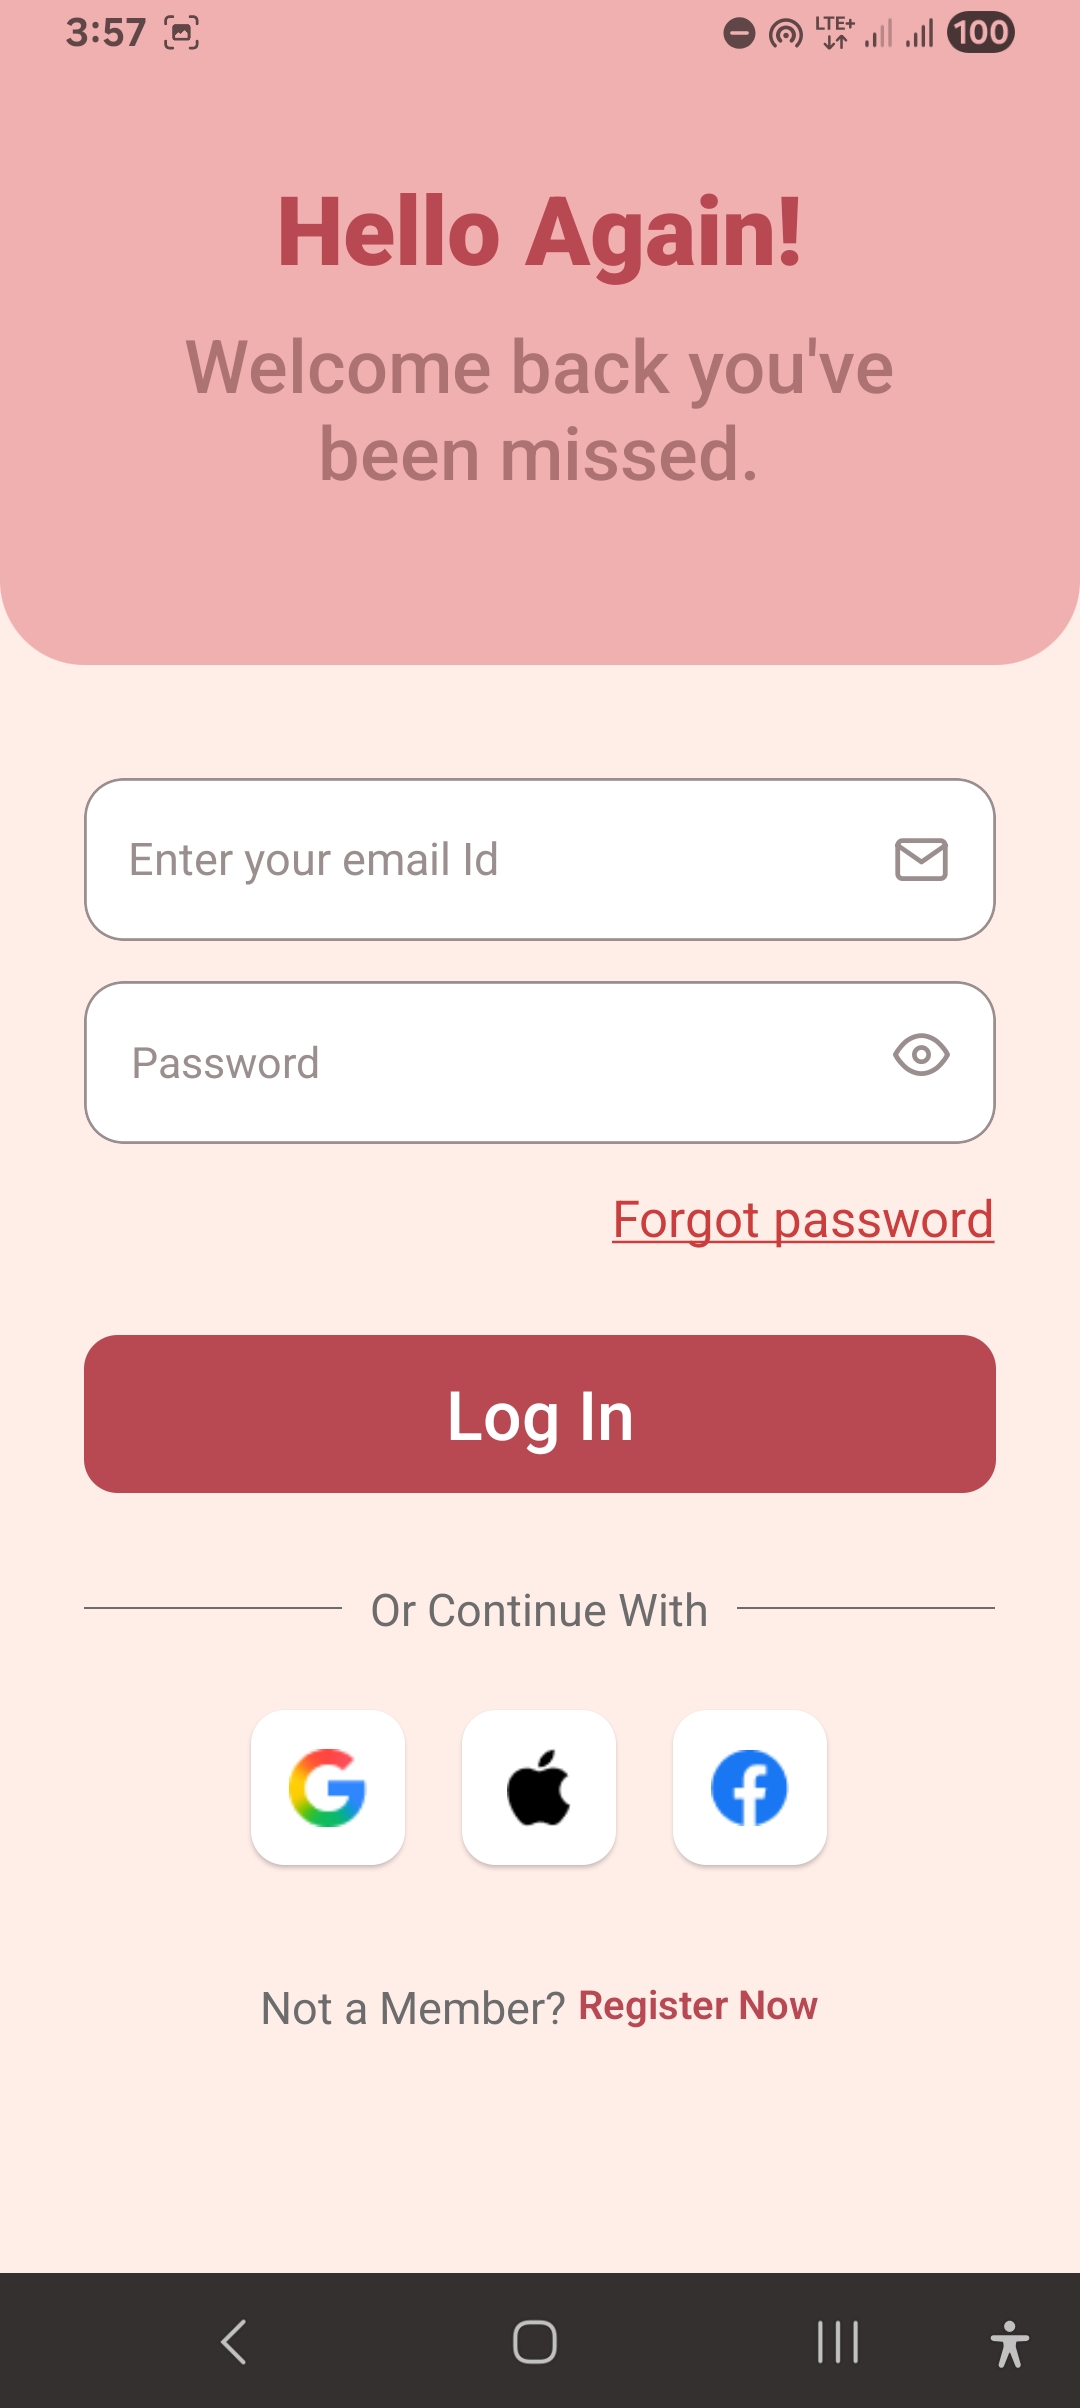 3:57
LTE+
100
Hello Again!
Welcome back you've
been missed.
Enter your email Id
Password
Forgot password
Log In
Or Continue With
Not a Member? Register Now